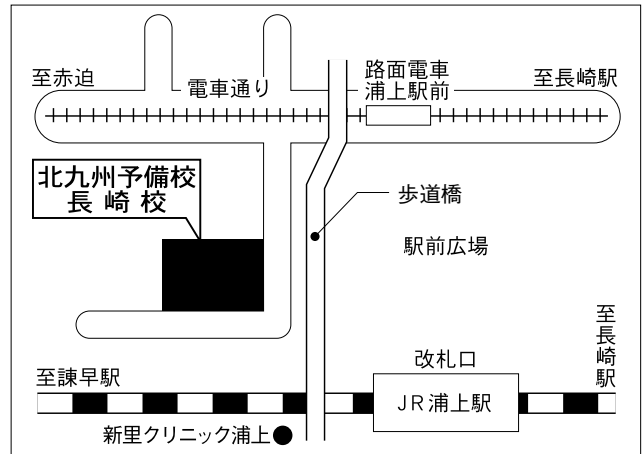 至赤迫
電車通り
路面電車
浦上駅前
至長崎駅
北九州予備校
長崎校
歩道橋
駅前広場
至長崎駅
改札口
至諫早駅
JR浦上駅
新里クリニック浦上